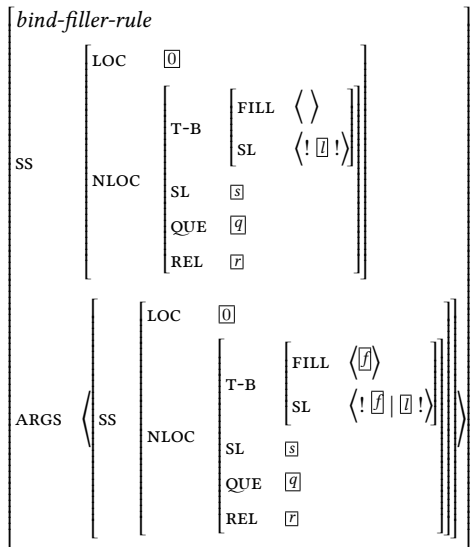 bind-filler-rule
LOC 0
FILL ⟨ ⟩
T-B
SL ⟨! l !⟩
SS
NLOC
SL s
QUE q
REL r
LOC 0
FILL ⟨f⟩
T-B
SL ⟨! f | l !⟩
ARGS ⟨ SS ⟩
NLOC
SL s
QUE q
REL r